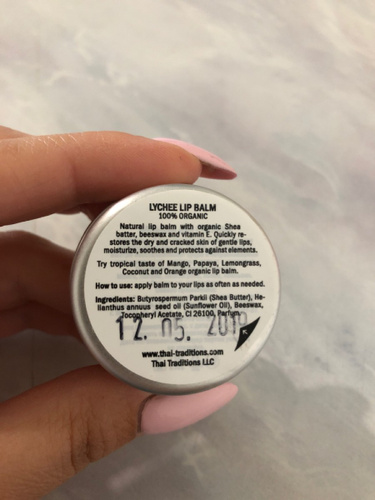 LYCHEE LIP BALM
100% ORGANIC
Natural lip balm with organic Shea
batter, beeswax and vitamin E. Quickly re-
stores the dry and cracked skin of gentle lips,
moisturize, soothes and protects against elements.
Try tropical taste of Mango, Papaya, Lemongrass,
Coconut and Orange organic lip balm.
How to use: apply balm to your lips as often as needed.
Ingredients: Butyrospermum Parkii (Shea Butter), He-
lianthus annuus seed oil (Sunflower Oil), Beeswax,
Tocopheryl Acetate, CI 26100, Parfum
12. 05. 2019
www.thai-traditions.com
Thai Traditions LLC